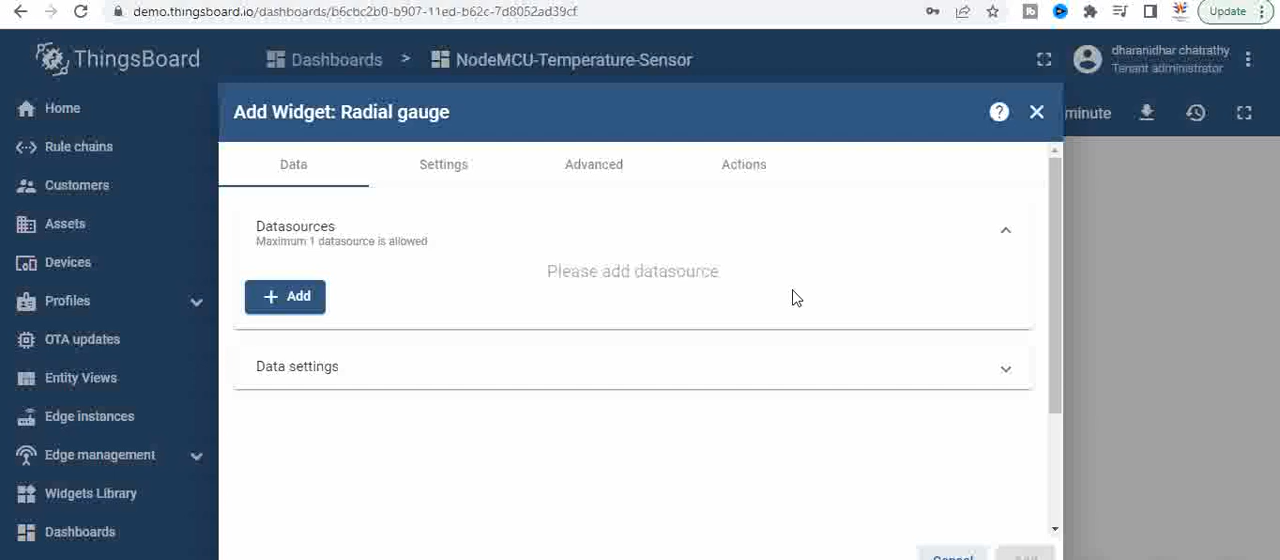 demo.thingsboard.io/dashboards/b6cbc2b0-b907-11ed-b62c-7d8052ad39cf
Update
ThingsBoard
Dashboards > NodeMCU-Temperature-Sensor
dharanidhar chatrathy
Tenant administrator
Home
Rule chains
Customers
Assets
Devices
Profiles
OTA updates
Entity Views
Edge instances
Edge management
Widgets Library
Dashboards
Add Widget: Radial gauge
?
minute
Data
Settings
Advanced
Actions
Datasources
Maximum 1 datasource is allowed
Please add datasource
+ Add
Data settings
Cancel
Add